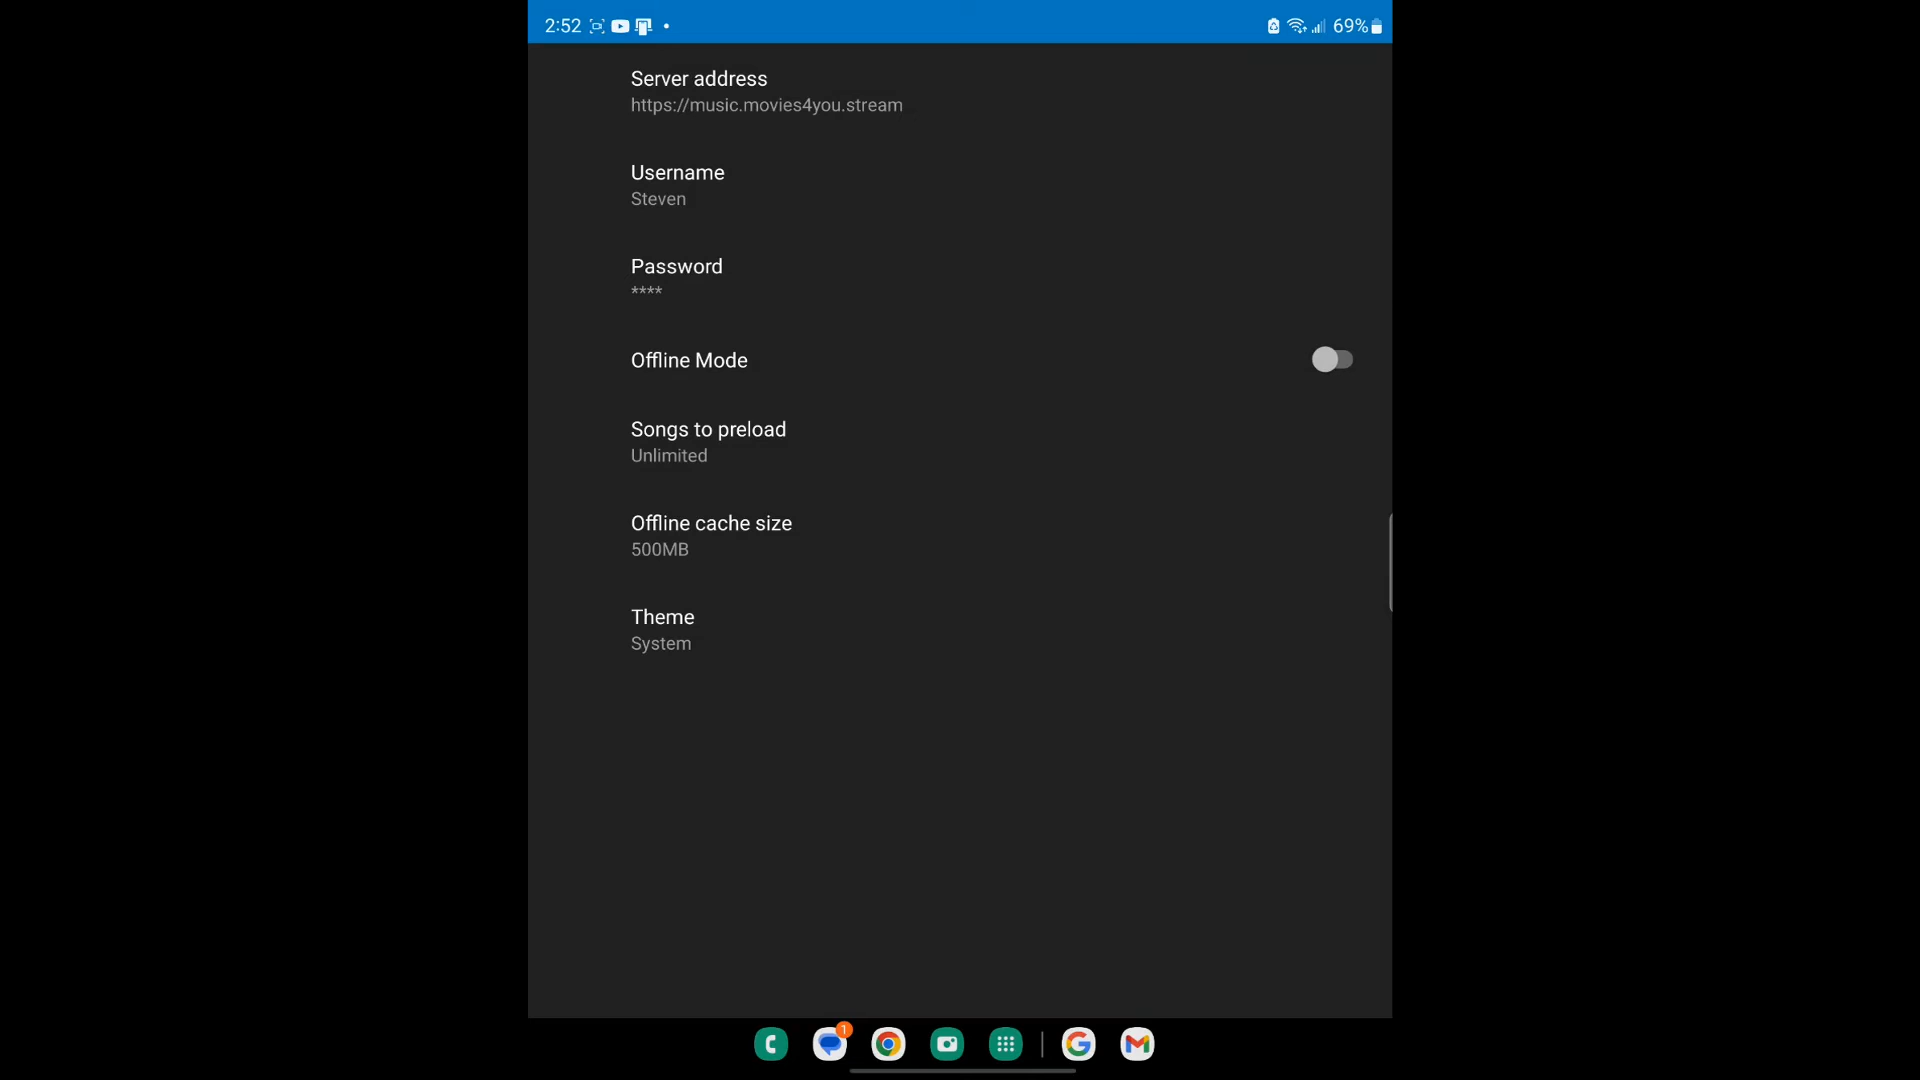 2:52
69%
Server address
https://music.movies4you.stream
Username
Steven
Password
****
Offline Mode
Songs to preload
Unlimited
Offline cache size
500MB
Theme
System
1